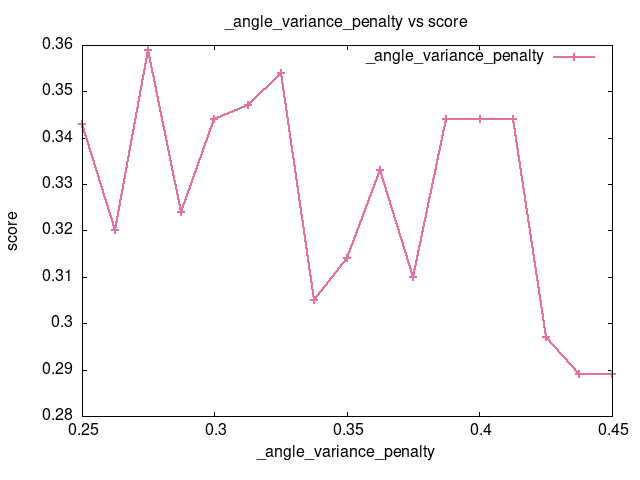 _angle_variance_penalty vs score
_angle_variance_penalty
0.36
0.35
0.34
0.33
0.32
0.31
0.3
0.29
0.28
score
0.25 0.3 0.35 0.4 0.45
_angle_variance_penalty